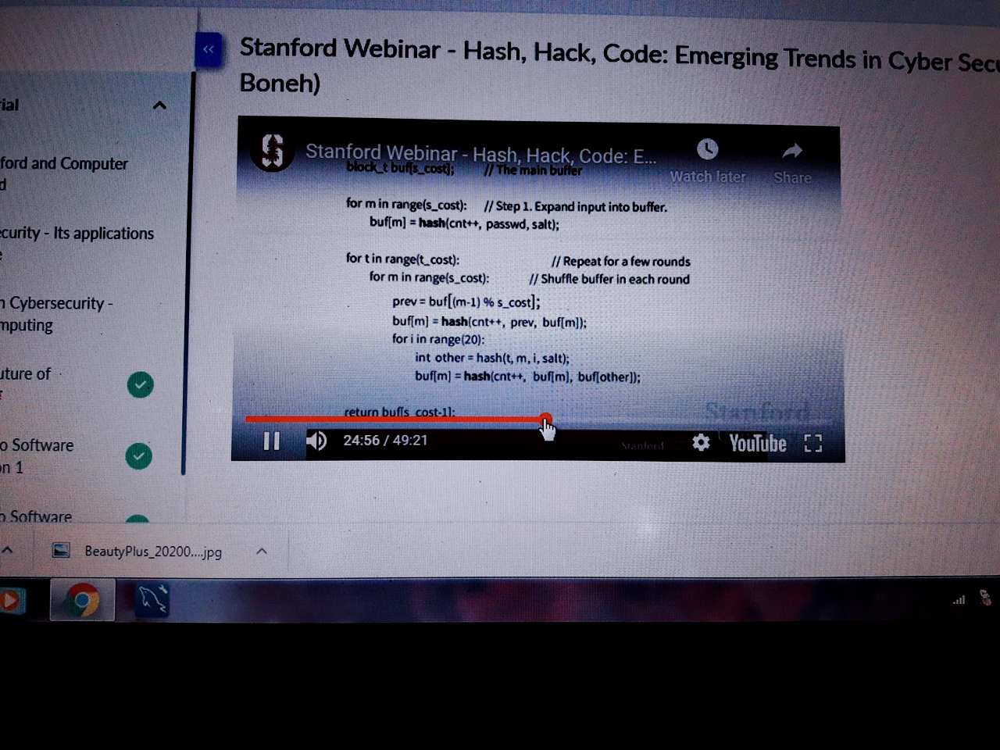 Stanford Webinar - Hash, Hack, Code: Emerging Trends in Cyber Secu
Boneh)
ial
ford and Computer
d
ecurity - Its applications
n Cybersecurity -
mputing
uture of
o Software
on 1
o Software
Stanford Webinar - Hash, Hack, Code: E...
Watch later
Share
block_t buf[s_cost]; // The main buffer
for m in range(s_cost): // Step 1. Expand input into buffer.
buf[m] = hash(cnt++, passwd, salt);
for t in range(t_cost): // Repeat for a few rounds
for m in range(s_cost): // Shuffle buffer in each round
prev = buf[(m-1) % s_cost];
buf[m] = hash(cnt++, prev, buf[m]);
for i in range(20):
int other = hash(t, m, i, salt);
buf[m] = hash(cnt++, buf[m], buf[other]);
return buf[s_cost-1];
Stanford
24:56 / 49:21
Stanford
YouTube
BeautyPlus_20200....jpg